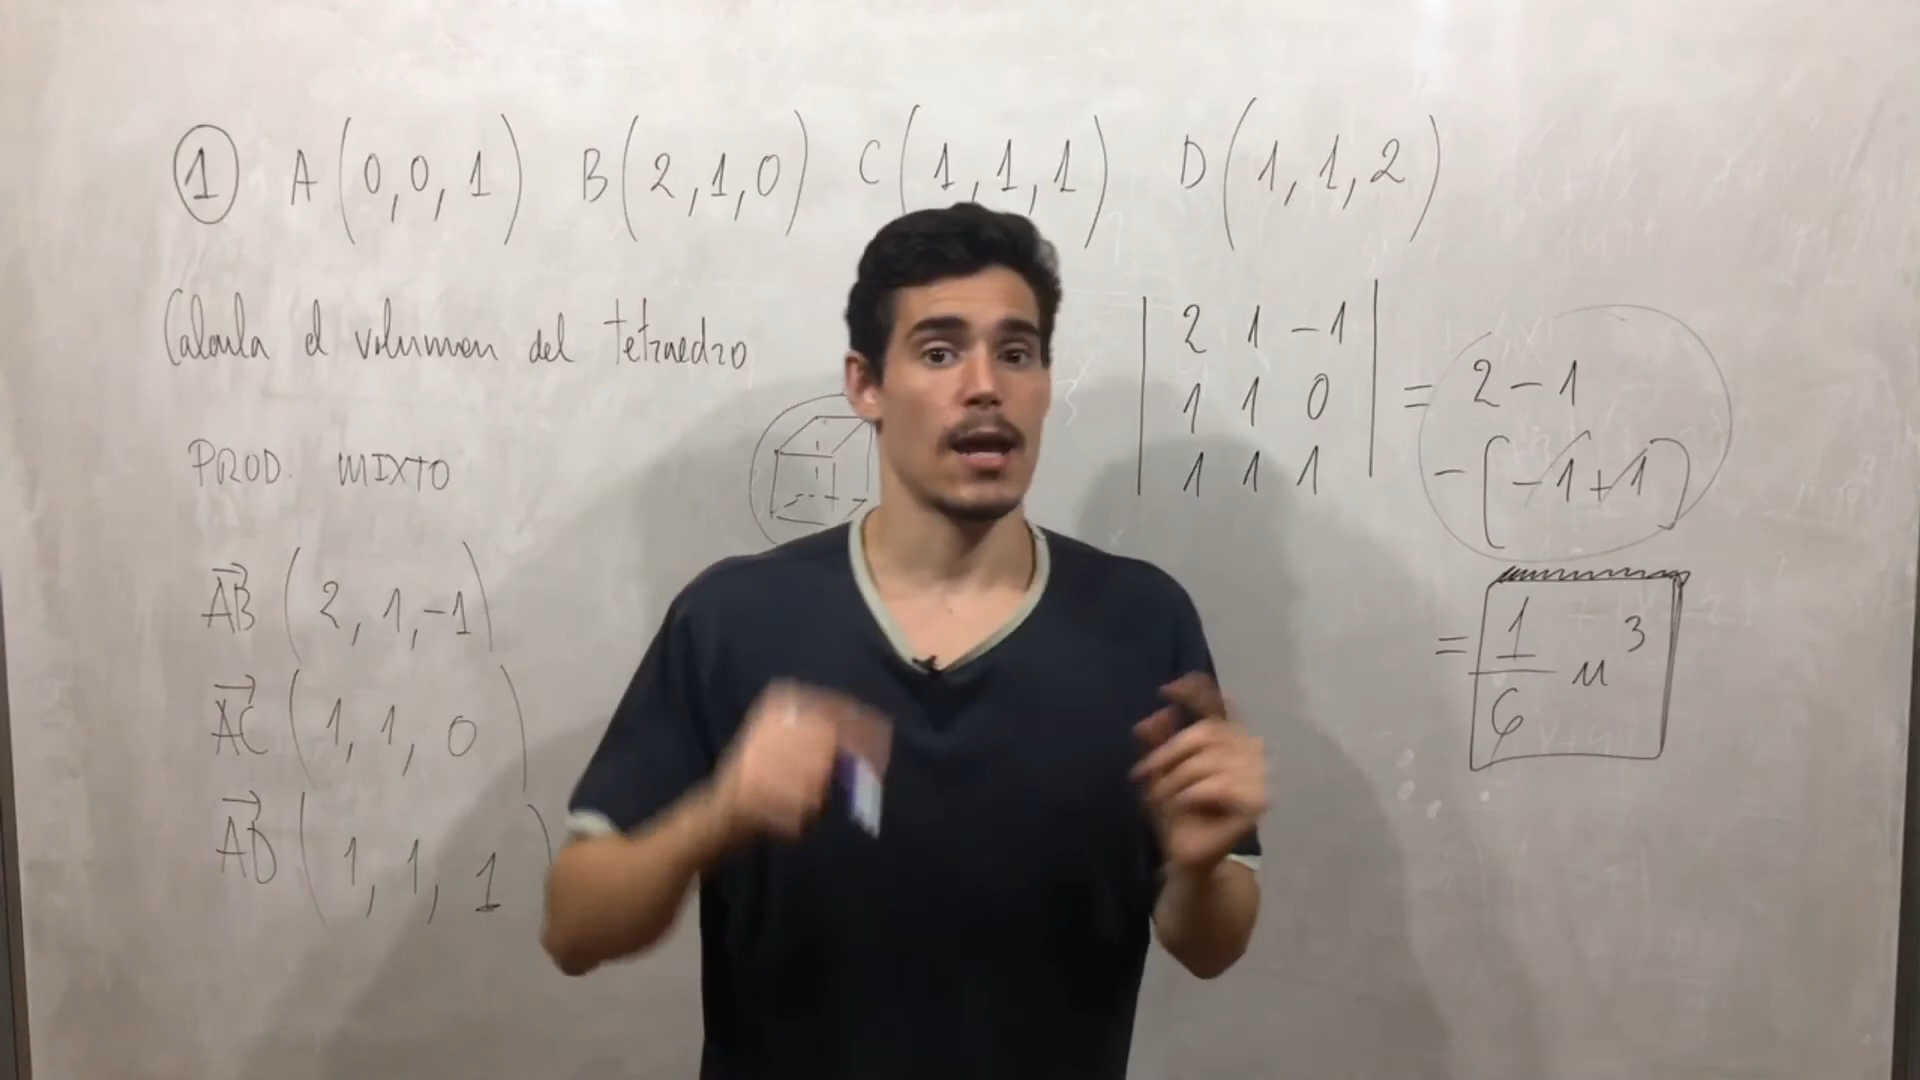 1 A (0,0,1) B (2,1,0) C (1,1,1) D (1,1,2)
Calcula el volumen del tetraedro
PROD. MIXTO
AB (2, 1, -1)
AC (1, 1, 0)
AD (1, 1, 1
| 2 1 -1 |
| 1 1 0 | = 2 - 1
| 1 1 1 | - (-1+1)
= 1/6 u³